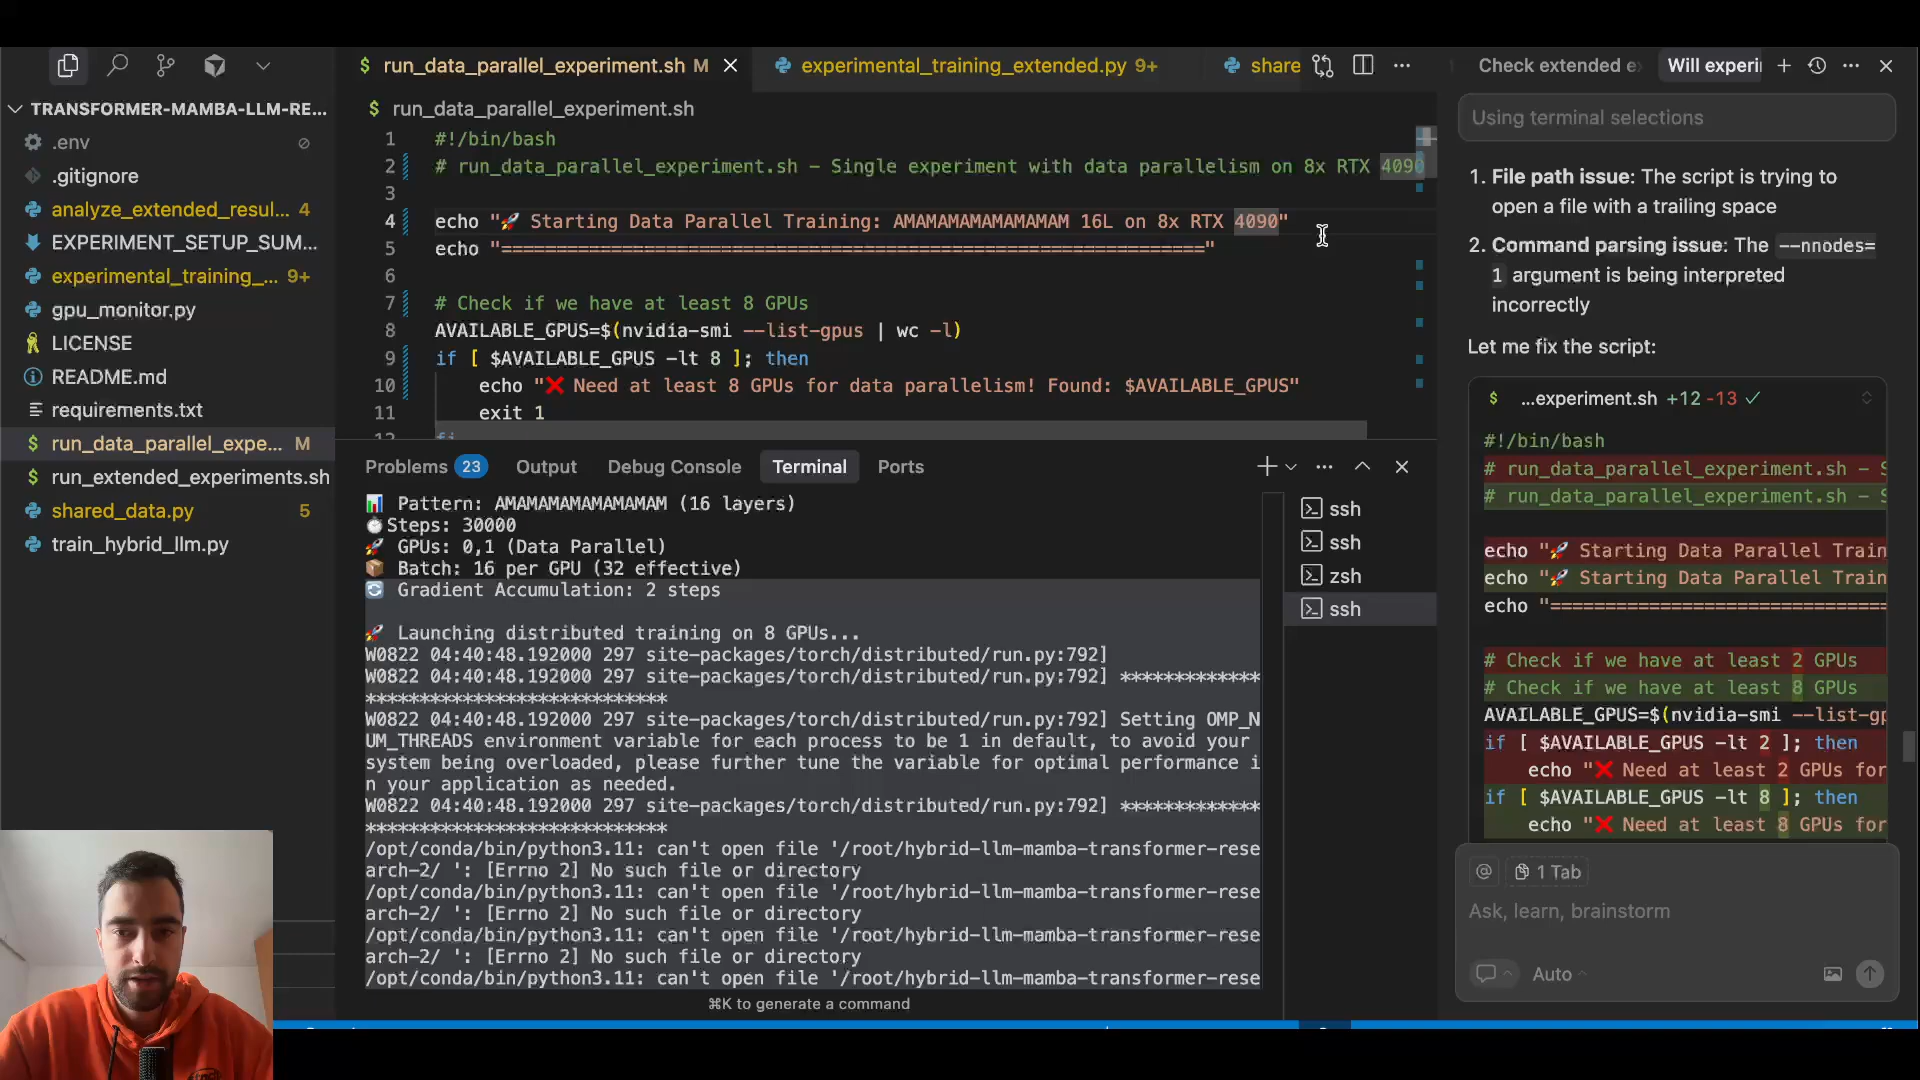 run_data_parallel_experiment.sh M
experimental_training_extended.py 9+
share
Check extended e
Will experi
TRANSFORMER-MAMBA-LLM-RE...
.env
.gitignore
analyze_extended_resul... 4
EXPERIMENT_SETUP_SUM...
experimental_training_... 9+
gpu_monitor.py
LICENSE
README.md
requirements.txt
run_data_parallel_expe... M
run_extended_experiments.sh
shared_data.py 5
train_hybrid_llm.py
$ run_data_parallel_experiment.sh
1 #!/bin/bash
2 # run_data_parallel_experiment.sh - Single experiment with data parallelism on 8x RTX 4090
3
4 echo "🚀 Starting Data Parallel Training: AMAMAMAMAMAMAMAM 16L on 8x RTX 4090"
5 echo "================================================================"
6
7 # Check if we have at least 8 GPUs
8 AVAILABLE_GPUS=$(nvidia-smi --list-gpus | wc -l)
9 if [ $AVAILABLE_GPUS -lt 8 ]; then
10 echo "❌ Need at least 8 GPUs for data parallelism! Found: $AVAILABLE_GPUS"
11 exit 1
12 fi
Problems 23 Output Debug Console Terminal Ports
📊 Pattern: AMAMAMAMAMAMAMAM (16 layers)
⏱Steps: 30000
🚀 GPUs: 0,1 (Data Parallel)
📦 Batch: 16 per GPU (32 effective)
🔄 Gradient Accumulation: 2 steps
🚀 Launching distributed training on 8 GPUs...
W0822 04:40:48.192000 297 site-packages/torch/distributed/run.py:792]
W0822 04:40:48.192000 297 site-packages/torch/distributed/run.py:792] *************
****************************
W0822 04:40:48.192000 297 site-packages/torch/distributed/run.py:792] Setting OMP_N
UM_THREADS environment variable for each process to be 1 in default, to avoid your
system being overloaded, please further tune the variable for optimal performance i
n your application as needed.
W0822 04:40:48.192000 297 site-packages/torch/distributed/run.py:792] *************
****************************
/opt/conda/bin/python3.11: can't open file '/root/hybrid-llm-mamba-transformer-rese
arch-2/ ': [Errno 2] No such file or directory
/opt/conda/bin/python3.11: can't open file '/root/hybrid-llm-mamba-transformer-rese
arch-2/ ': [Errno 2] No such file or directory
/opt/conda/bin/python3.11: can't open file '/root/hybrid-llm-mamba-transformer-rese
arch-2/ ': [Errno 2] No such file or directory
/opt/conda/bin/python3.11: can't open file '/root/hybrid-llm-mamba-transformer-rese
⌘K to generate a command
ssh
ssh
zsh
ssh
Using terminal selections
1. File path issue: The script is trying to
open a file with a trailing space
2. Command parsing issue: The --nnodes=
1 argument is being interpreted
incorrectly
Let me fix the script:
$ ...experiment.sh +12 -13
#!/bin/bash
# run_data_parallel_experiment.sh - S
# run_data_parallel_experiment.sh - S
echo "🚀 Starting Data Parallel Train
echo "🚀 Starting Data Parallel Train
echo "===============================
# Check if we have at least 2 GPUs
# Check if we have at least 8 GPUs
AVAILABLE_GPUS=$(nvidia-smi --list-gp
if [ $AVAILABLE_GPUS -lt 2 ]; then
echo "❌ Need at least 2 GPUs for
if [ $AVAILABLE_GPUS -lt 8 ]; then
echo "❌ Need at least 8 GPUs for
@ 1 Tab
Ask, learn, brainstorm
Auto